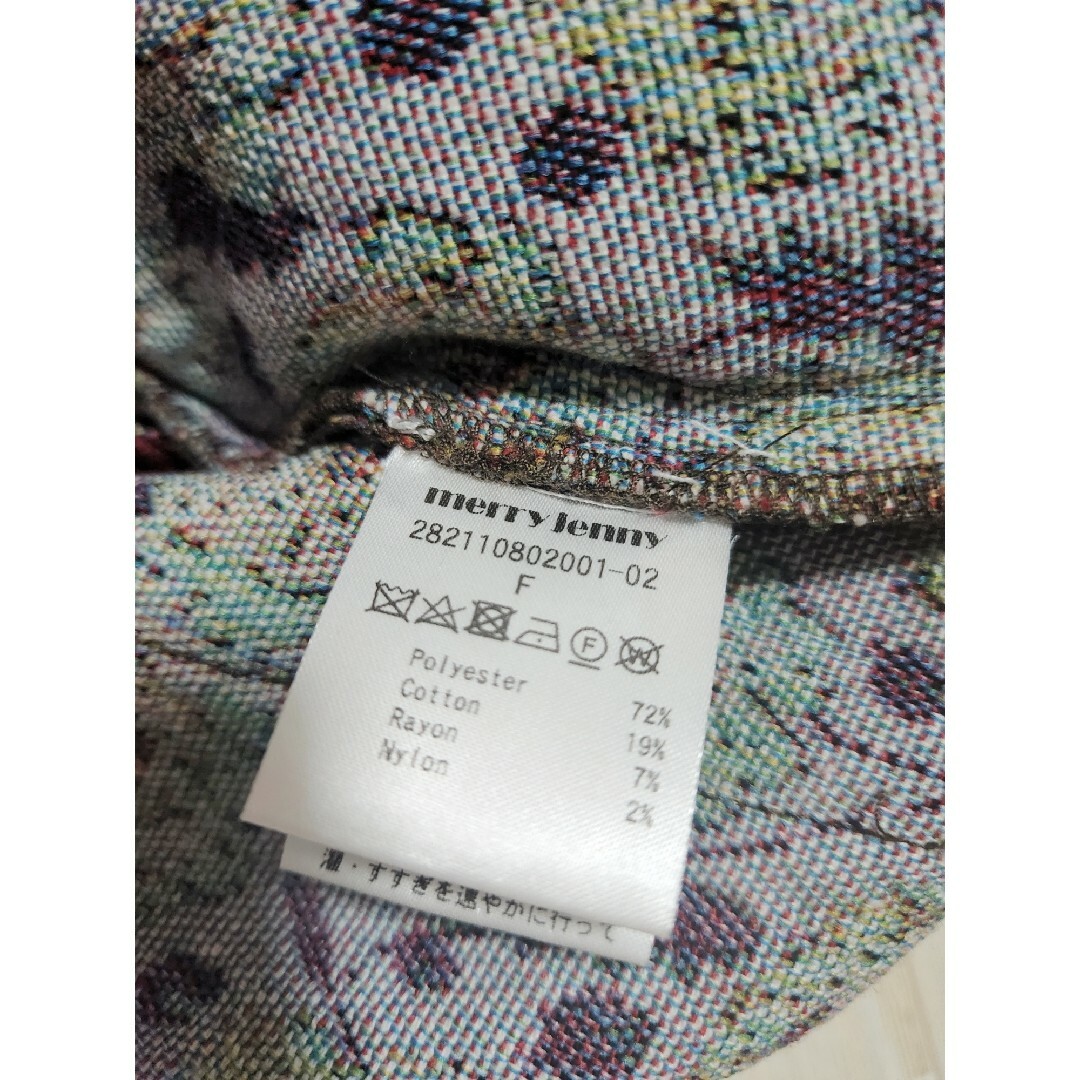 merry jenny
282110802001-02
F
F W
Polyester 72%
Cotton 19%
Rayon 7%
Nylon 2%
・すすぎを速やかに行って